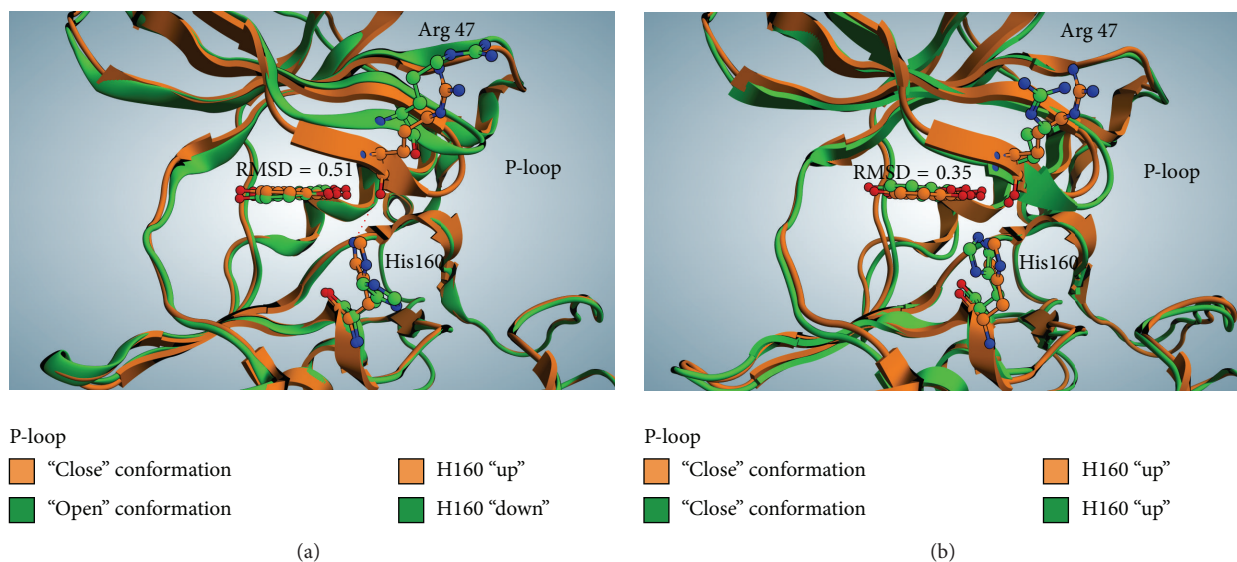 Arg 47
P-loop
RMSD = 0.51
His160
P-loop
“Close” conformation
H160 “up”
“Open” conformation
H160 “down”
(a)
Arg 47
P-loop
RMSD = 0.35
His160
P-loop
“Close” conformation
H160 “up”
“Close” conformation
H160 “up”
(b)